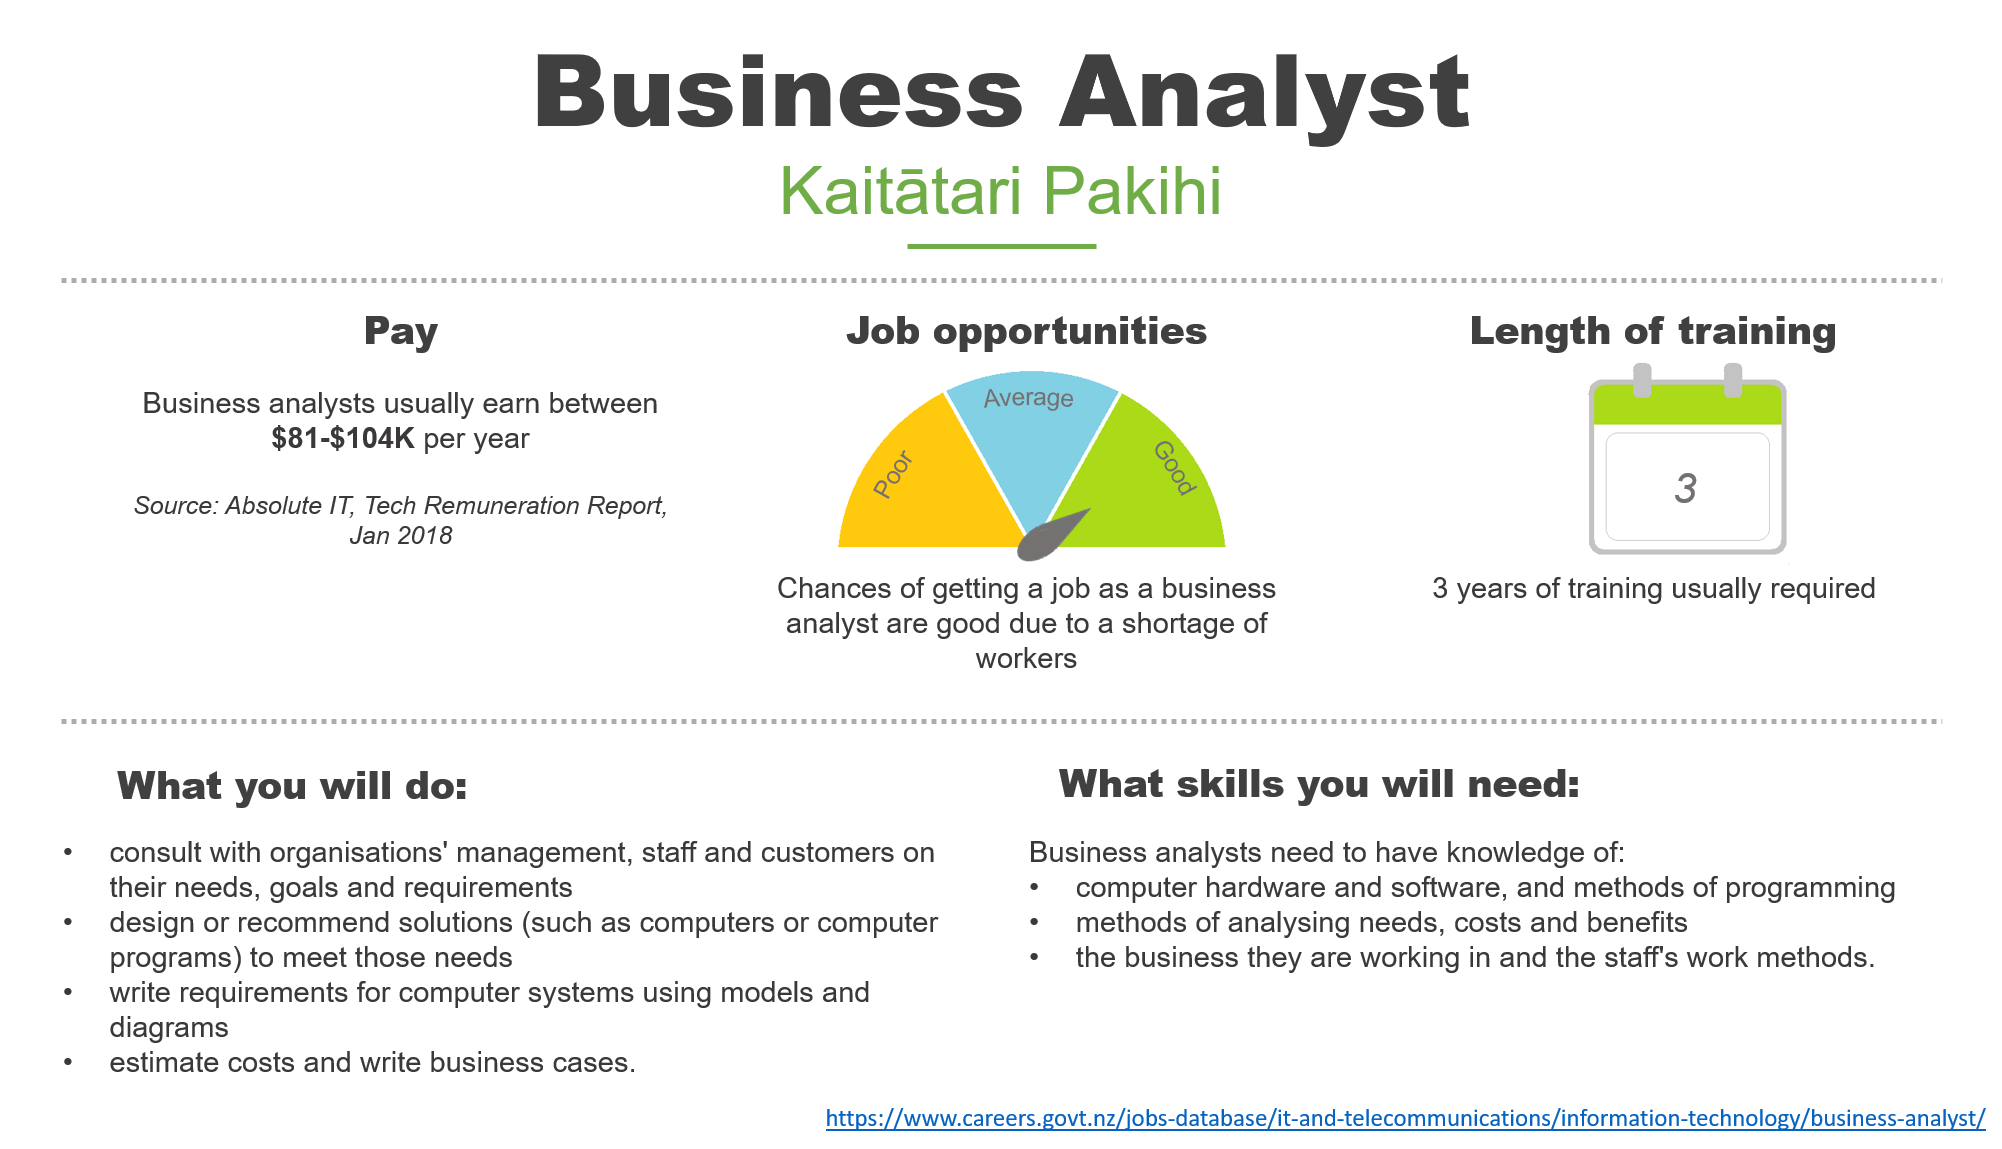 Business Analyst
Kaitātari Pakihi
Pay
Business analysts usually earn between
$81-$104K per year
Source: Absolute IT, Tech Remuneration Report,
Jan 2018
Job opportunities
Poor
Average
Good
Chances of getting a job as a business
analyst are good due to a shortage of
workers
Length of training
3
3 years of training usually required
What you will do:
• consult with organisations' management, staff and customers on
their needs, goals and requirements
• design or recommend solutions (such as computers or computer
programs) to meet those needs
• write requirements for computer systems using models and
diagrams
• estimate costs and write business cases.
What skills you will need:
Business analysts need to have knowledge of:
• computer hardware and software, and methods of programming
• methods of analysing needs, costs and benefits
• the business they are working in and the staff's work methods.
https://www.careers.govt.nz/jobs-database/it-and-telecommunications/information-technology/business-analyst/